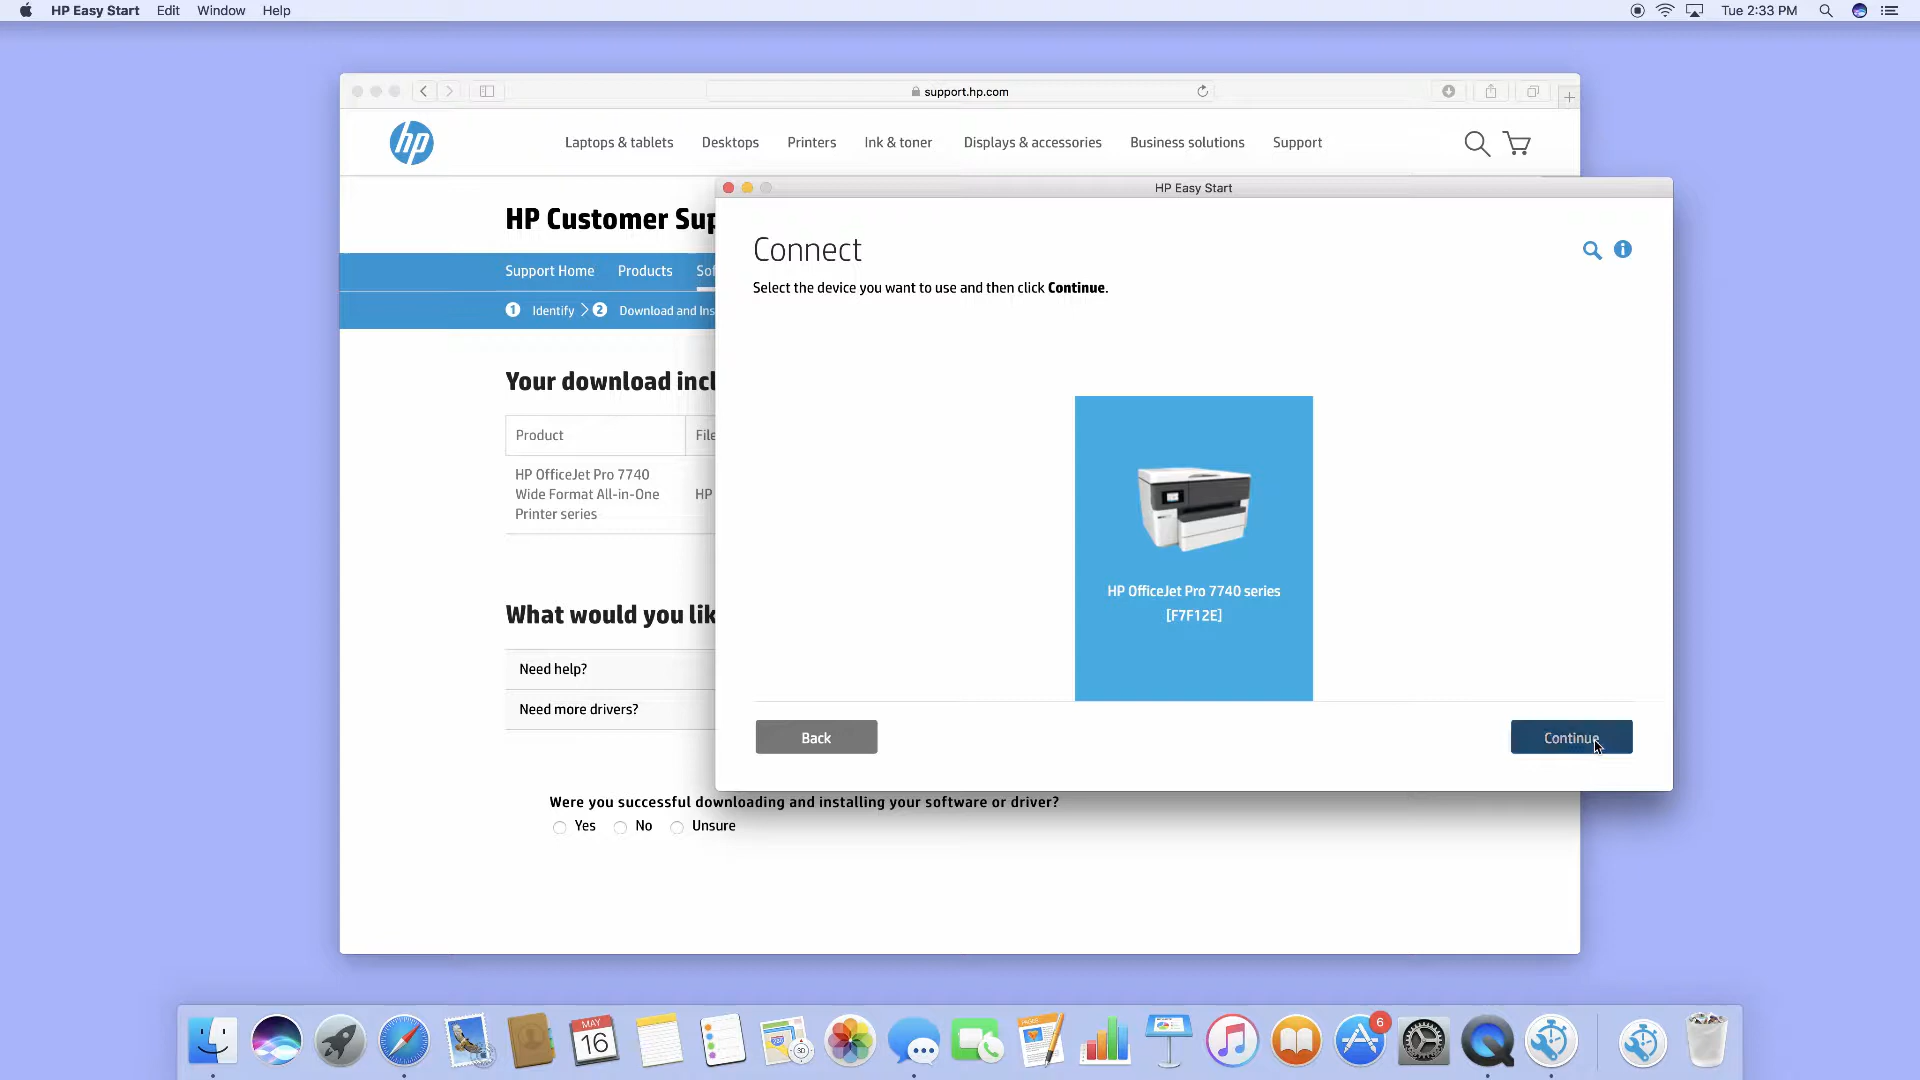 HP Easy Start Edit Window Help Tue 2:33 PM
support.hp.com
hp Laptops & tablets Desktops Printers Ink & toner Displays & accessories Business solutions Support
HP Customer Sup
Support Home Products Sof
1 Identify 2 Download and Ins
Your download incl
Product File
HP OfficeJet Pro 7740
Wide Format All-in-One
Printer series
HP
What would you lik
Need help?
Need more drivers?
Were you successful downloading and installing your software or driver?
Yes No Unsure
HP Easy Start
Connect
Select the device you want to use and then click Continue.
HP OfficeJet Pro 7740 series
[F7F12E]
Back Continue
MAY
16
6